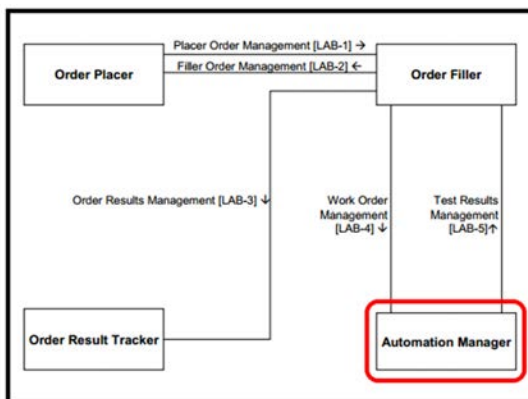 Placer Order Management [LAB-1] →
Filler Order Management [LAB-2] ←
Order Placer
Order Filler
Order Results Management [LAB-3] ↓
Work Order
Management
[LAB-4] ↓
Test Results
Management
[LAB-5]↑
Order Result Tracker
Automation Manager